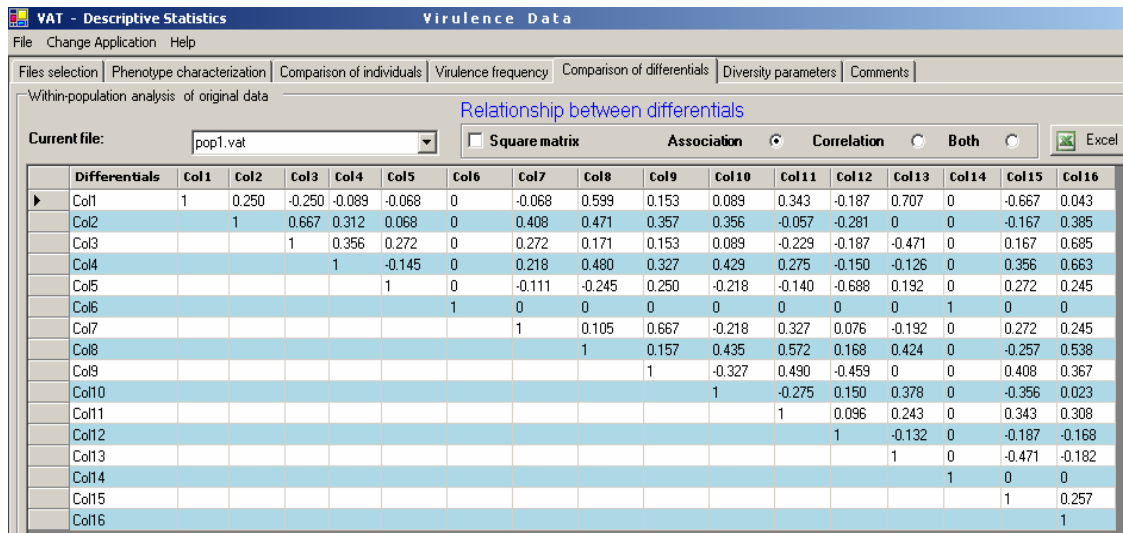 VAT - Descriptive Statistics Virulence Data
File Change Application Help
Files selection Phenotype characterization Comparison of individuals Virulence frequency Comparison of differentials Diversity parameters Comments
Within-population analysis of original data
Relationship between differentials
Current file: pop1.vat Square matrix Association Correlation Both Excel
Differentials Col1 Col2 Col3 Col4 Col5 Col6 Col7 Col8 Col9 Col10 Col11 Col12 Col13 Col14 Col15 Col16
Col1 1 0.250 -0.250 -0.089 -0.068 0 -0.068 0.599 0.153 0.089 0.343 -0.187 0.707 0 -0.667 0.043
Col2 1 0.667 0.312 0.068 0 0.408 0.471 0.357 0.356 -0.057 -0.281 0 0 -0.167 0.385
Col3 1 0.356 0.272 0 0.272 0.171 0.153 0.089 -0.229 -0.187 -0.471 0 0.167 0.685
Col4 1 -0.145 0 0.218 0.480 0.327 0.429 0.275 -0.150 -0.126 0 0.356 0.663
Col5 1 0 -0.111 -0.245 0.250 -0.218 -0.140 -0.688 0.192 0 0.272 0.245
Col6 1 0 0 0 0 0 0 0 1 0 0
Col7 1 0.105 0.667 -0.218 0.327 0.076 -0.192 0 0.272 0.245
Col8 1 0.157 0.435 0.572 0.168 0.424 0 -0.257 0.538
Col9 1 -0.327 0.490 -0.459 0 0 0.408 0.367
Col10 1 -0.275 0.150 0.378 0 -0.356 0.023
Col11 1 0.096 0.243 0 0.343 0.308
Col12 1 -0.132 0 -0.187 -0.168
Col13 1 0 -0.471 -0.182
Col14 1 0 0
Col15 1 0.257
Col16 1